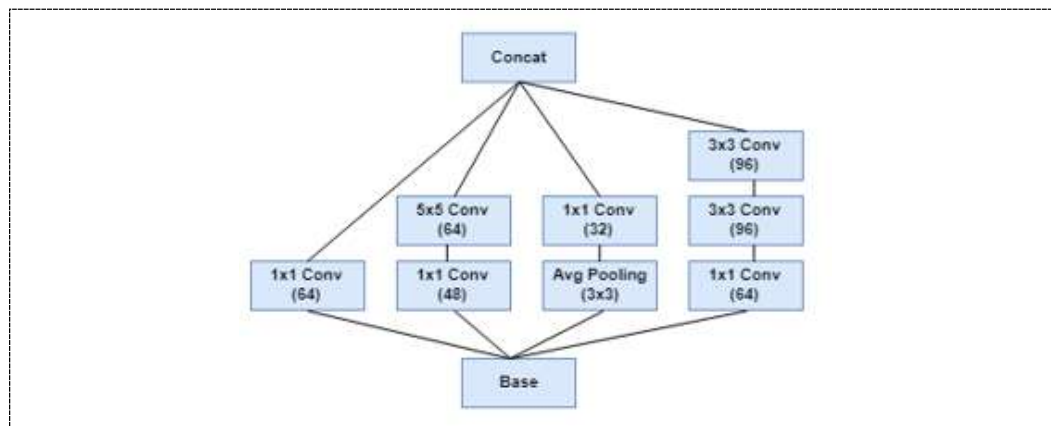 Concat
3x3 Conv
(96)
5x5 Conv
(64)
1x1 Conv
(32)
3x3 Conv
(96)
1x1 Conv
(64)
1x1 Conv
(48)
Avg Pooling
(3x3)
1x1 Conv
(64)
Base